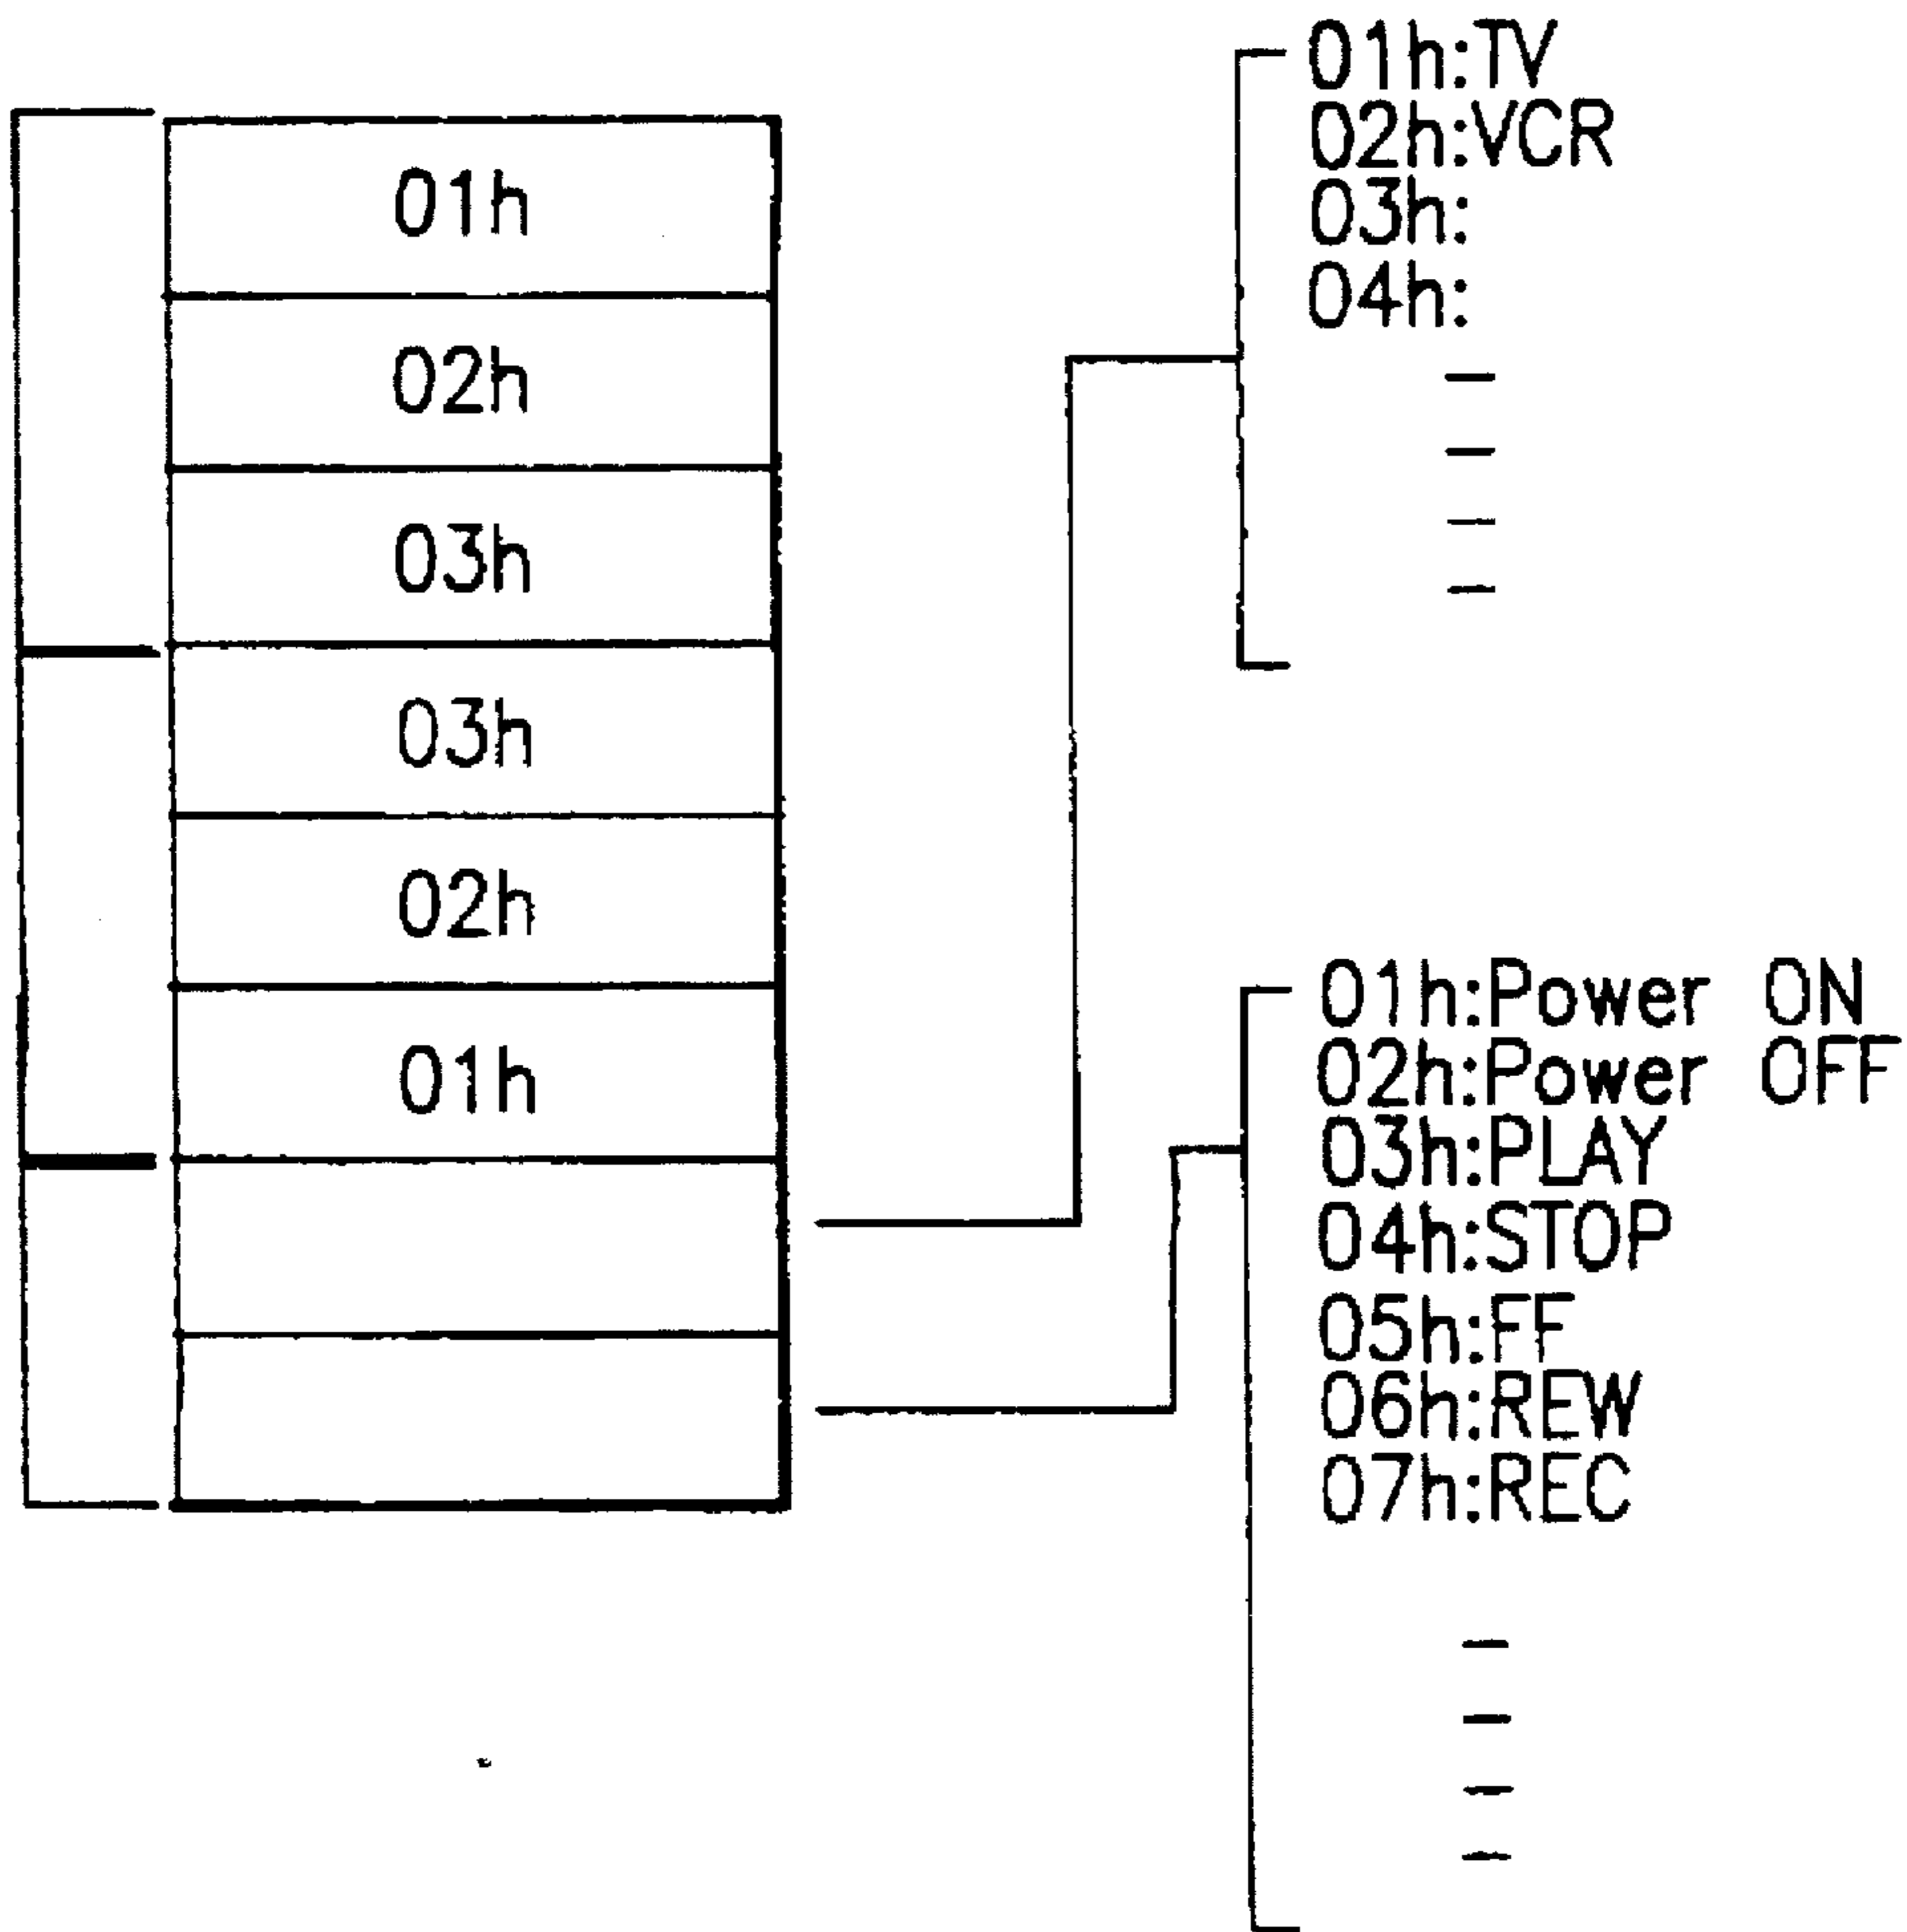 01h
02h
03h
03h
02h
01h
01h:TV
02h:VCR
03h:
04h:
–
–
–
–
01h:Power ON
02h:Power OFF
03h:PLAY
04h:STOP
05h:FF
06h:REW
07h:REC
–
–
–
–